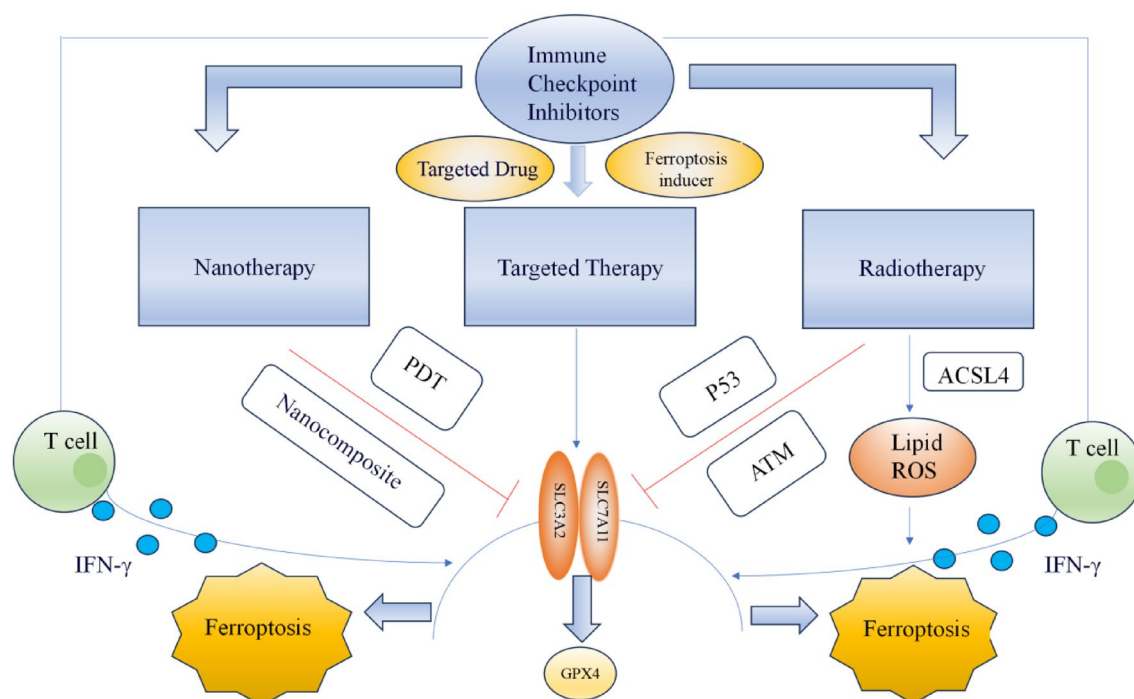 Immune
Checkpoint
Inhibitors
Targeted Drug
Ferroptosis
inducer
Nanotherapy
Targeted Therapy
Radiotherapy
PDT
Nanocomposite
P53
ATM
ACSL4
Lipid
ROS
T cell
T cell
SLC3A2
SLC7A11
IFN-γ
IFN-γ
Ferroptosis
Ferroptosis
GPX4